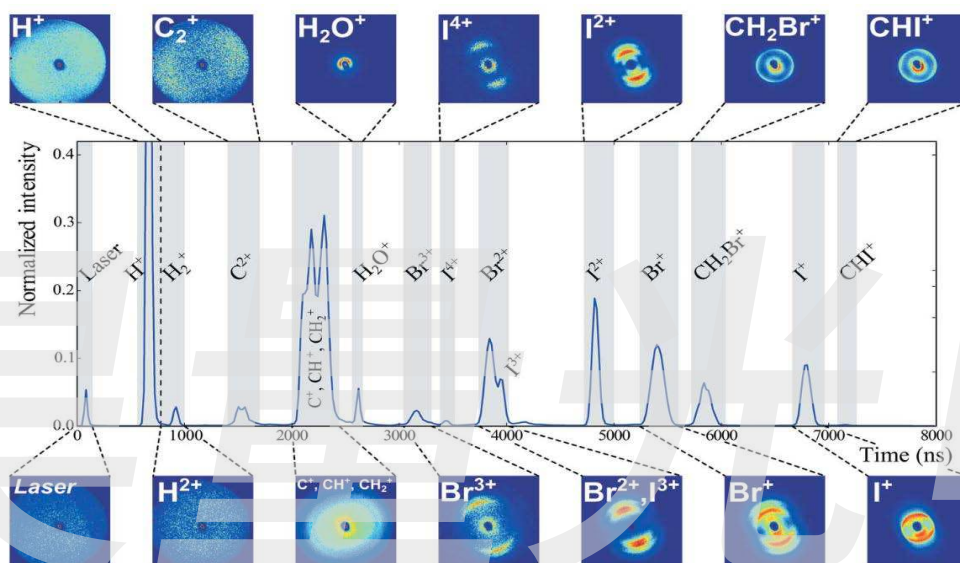 H⁺ C₂⁺ H₂O⁺ I⁴⁺ I²⁺ CH₂Br⁺ CHI⁺
Normalized intensity
0.4
0.3
0.2
0.1
0.0
Laser H⁺ H₂⁺ C²⁺ C⁺, CH⁺, CH₂⁺ H₂O⁺ Br³⁺ I⁴⁺ Br²⁺ I³⁺ I²⁺ Br⁺ CH₂Br⁺ I⁺ CHI⁺
0 1000 2000 3000 4000 5000 6000 7000 8000
Time (ns)
Laser H²⁺ C⁺, CH⁺, CH₂⁺ Br³⁺ Br²⁺, I³⁺ Br⁺ I⁺